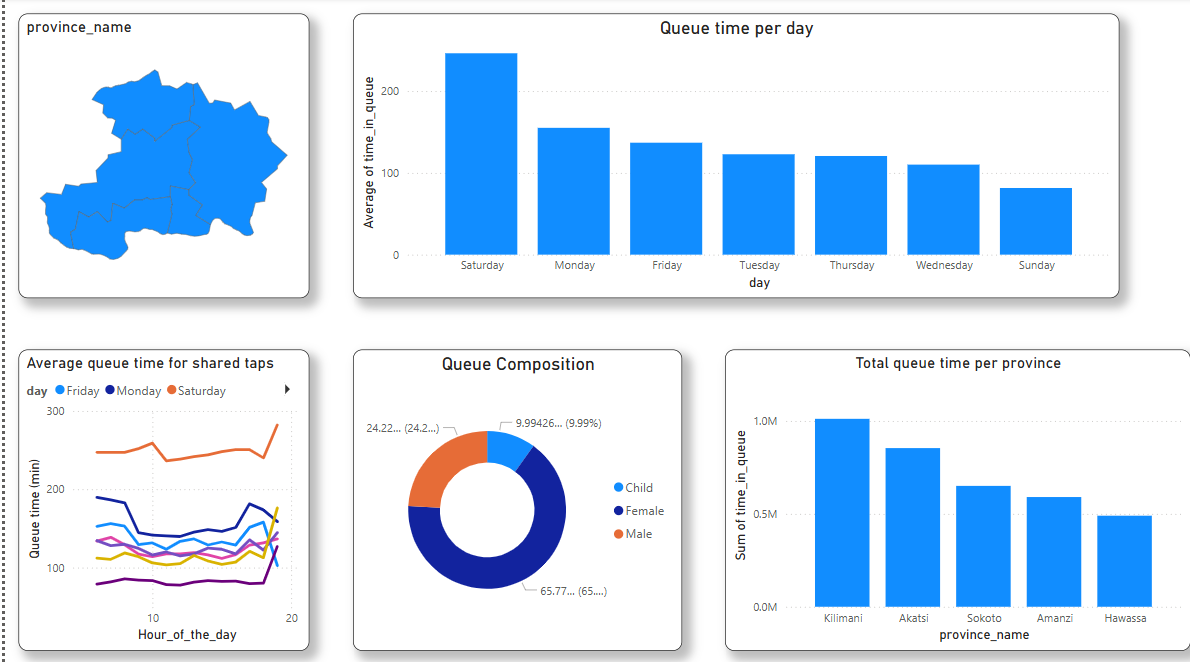 province_name
Queue time per day
Average of time_in_queue
200
100
0
Saturday Monday Friday Tuesday Thursday Wednesday Sunday
day
Average queue time for shared taps
day Friday Monday Saturday
Queue time (min)
300
200
100
10 20
Hour_of_the_day
Queue Composition
24.22... (24.2...)
9.99426... (9.99%)
65.77... (65....)
Child
Female
Male
Total queue time per province
Sum of time_in_queue
1.0M
0.5M
0.0M
Kilimani Akatsi Sokoto Amanzi Hawassa
province_name